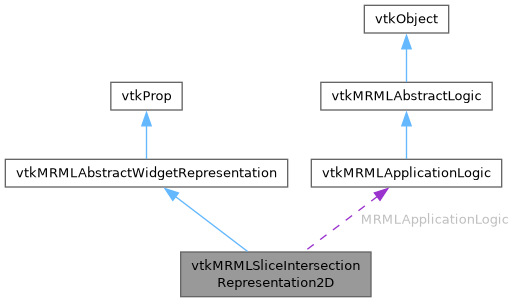 vtkObject
vtkProp
vtkMRMLAbstractLogic
vtkMRMLAbstractWidgetRepresentation
vtkMRMLApplicationLogic
MRMLApplicationLogic
vtkMRMLSliceIntersection
Representation2D